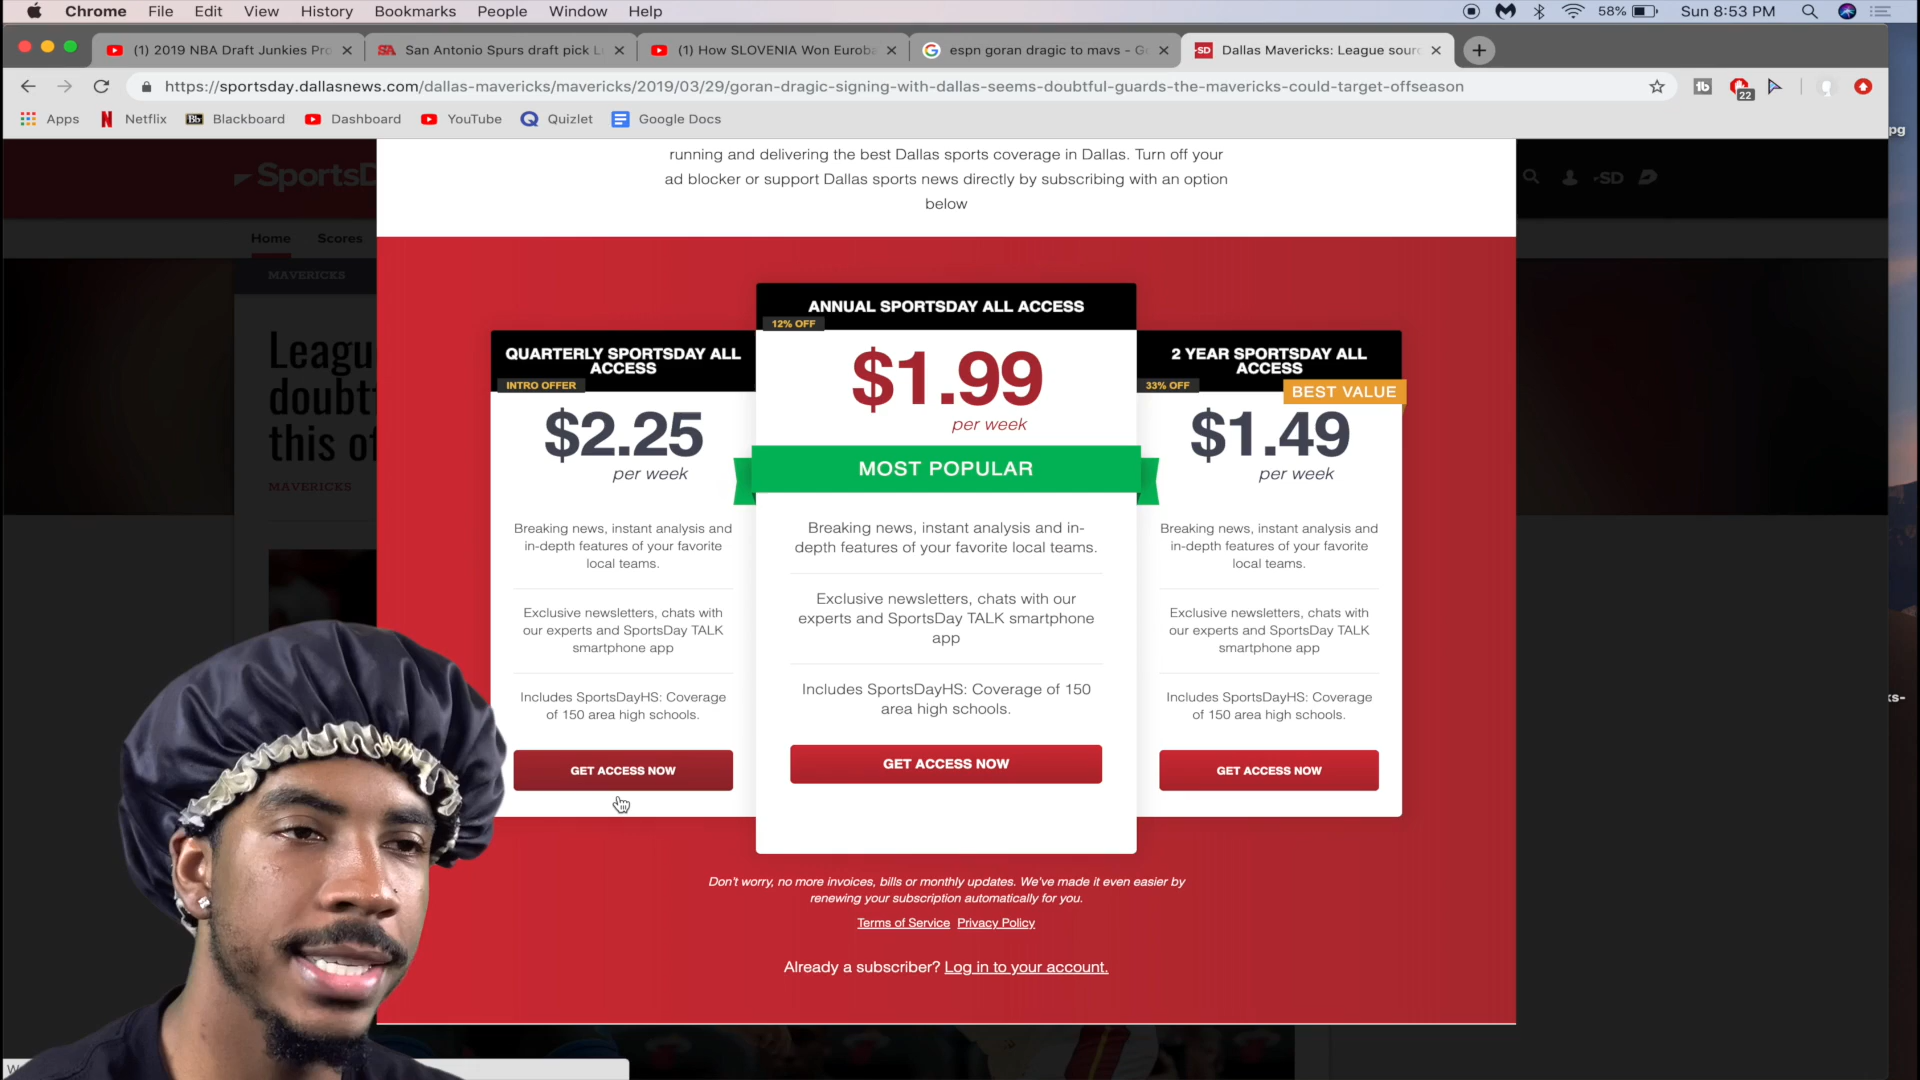 Chrome File Edit View History Bookmarks People Window Help 58% Sun 8:53 PM
(1) 2019 NBA Draft Junkies Pro San Antonio Spurs draft pick L (1) How SLOVENIA Won Euroba espn goran dragic to mavs - G Dallas Mavericks: League sour
https://sportsday.dallasnews.com/dallas-mavericks/mavericks/2019/03/29/goran-dragic-signing-with-dallas-seems-doubtful-guards-the-mavericks-could-target-offseason
22
Apps Netflix Blackboard Dashboard YouTube Quizlet Google Docs
pg
running and delivering the best Dallas sports coverage in Dallas. Turn off your
ad blocker or support Dallas sports news directly by subscribing with an option
below
SportsD
SD
Home Scores
MAVERICKS
Leagu
doubt
this of
MAVERICKS
QUARTERLY SPORTSDAY ALL
ACCESS
INTRO OFFER
$2.25
per week
Breaking news, instant analysis and
in-depth features of your favorite
local teams.
Exclusive newsletters, chats with
our experts and SportsDay TALK
smartphone app
Includes SportsDayHS: Coverage
of 150 area high schools.
GET ACCESS NOW
ANNUAL SPORTSDAY ALL ACCESS
12% OFF
$1.99
per week
MOST POPULAR
Breaking news, instant analysis and in-
depth features of your favorite local teams.
Exclusive newsletters, chats with our
experts and SportsDay TALK smartphone
app
Includes SportsDayHS: Coverage of 150
area high schools.
GET ACCESS NOW
2 YEAR SPORTSDAY ALL
ACCESS
33% OFF
BEST VALUE
$1.49
per week
Breaking news, instant analysis and
in-depth features of your favorite
local teams.
Exclusive newsletters, chats with
our experts and SportsDay TALK
smartphone app
Includes SportsDayHS: Coverage
of 150 area high schools.
GET ACCESS NOW
ks-
Don't worry, no more invoices, bills or monthly updates. We've made it even easier by
renewing your subscription automatically for you.
Terms of Service Privacy Policy
Already a subscriber? Log in to your account.